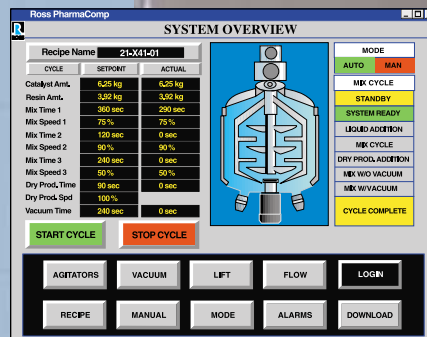 Ross PharmaComp
R
SYSTEM OVERVIEW
Recipe Name 21-X41-01
CYCLE SETPOINT ACTUAL
Catalyst Amt. 6,25 kg 6,25 kg
Resin Amt. 3,92 kg 3,92 kg
Mix Time 1 360 sec 290 sec
Mix Speed 1 75% 75%
Mix Time 2 120 sec 0 sec
Mix Speed 2 90% 90%
Mix Time 3 240 sec 0 sec
Mix Speed 3 50% 50%
Dry Prod. Time 90 sec 0 sec
Dry Prod. Spd 100%
Vacuum Time 240 sec 0 sec
START CYCLE STOP CYCLE
MODE
AUTO MAN
MIX CYCLE
STANDBY
SYSTEM READY
LIQUID ADDITION
MIX CYCLE
DRY PROD. ADDITION
MIX W/O VACUUM
MIX W/VACUUM
CYCLE COMPLETE
AGITATORS VACUUM LIFT FLOW LOGIN
RECIPE MANUAL MODE ALARMS DOWNLOAD